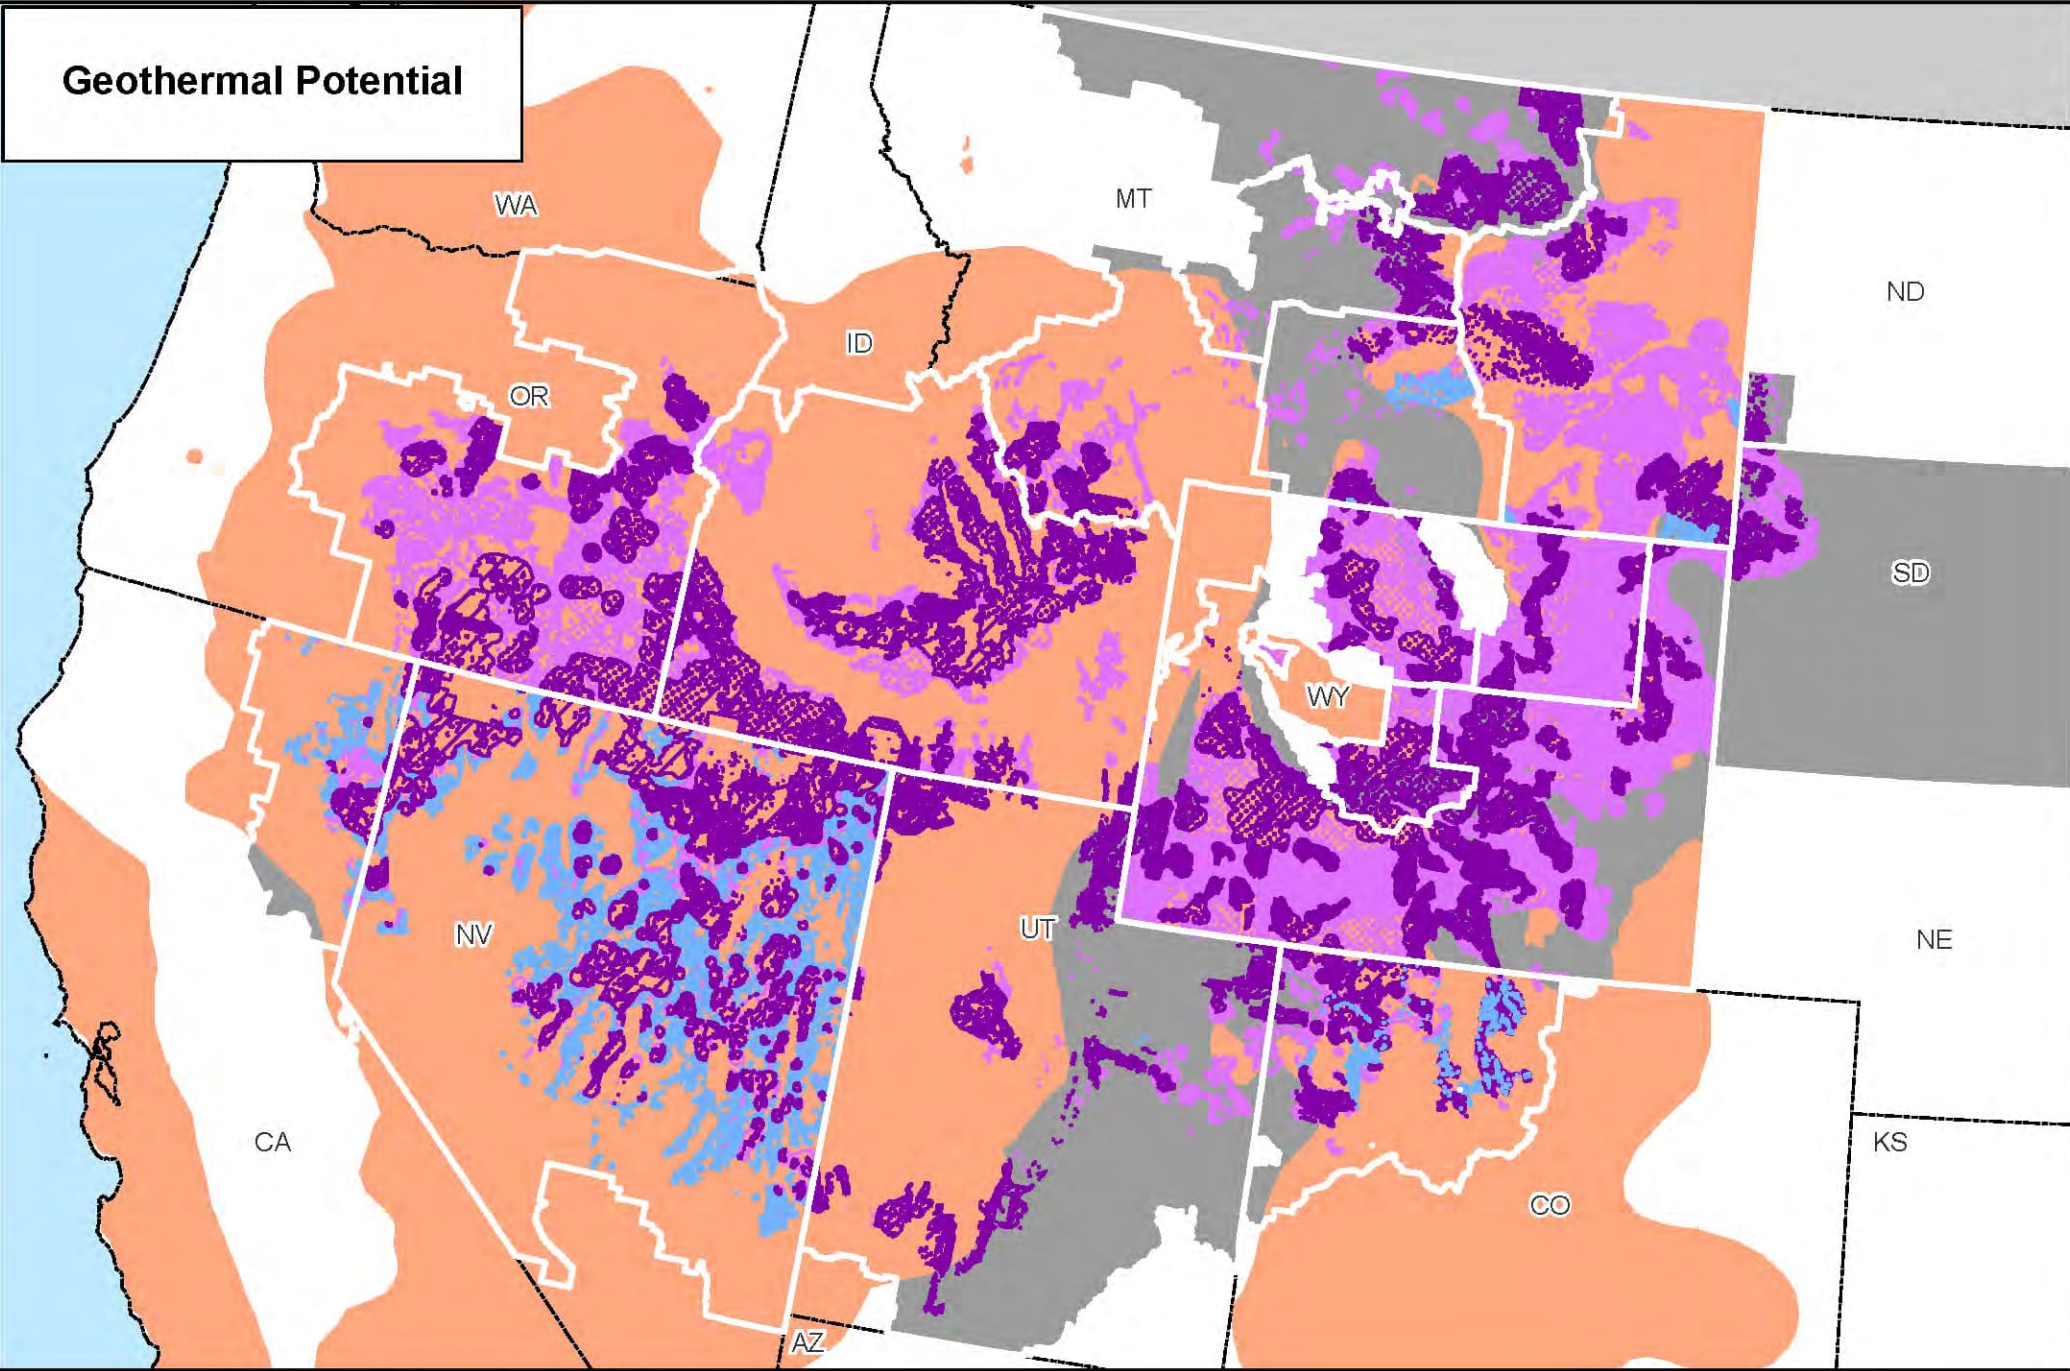 Geothermal Potential
WA
MT
ND
ID
OR
SD
WY
NV
UT
NE
CA
KS
CO
AZ